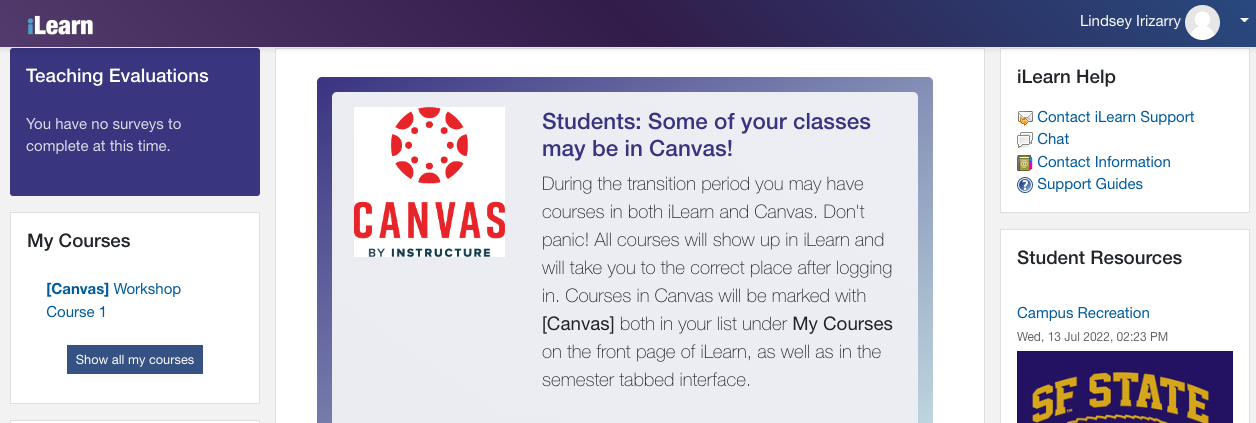 iLearn
Lindsey Irizarry
Teaching Evaluations
You have no surveys to
complete at this time.
My Courses
[Canvas] Workshop
Course 1
Show all my courses
CANVAS
BY INSTRUCTURE
Students: Some of your classes
may be in Canvas!
During the transition period you may have
courses in both iLearn and Canvas. Don't
panic! All courses will show up in iLearn and
will take you to the correct place after logging
in. Courses in Canvas will be marked with
[Canvas] both in your list under My Courses
on the front page of iLearn, as well as in the
semester tabbed interface.
iLearn Help
Contact iLearn Support
Chat
Contact Information
Support Guides
Student Resources
Campus Recreation
Wed, 13 Jul 2022, 02:23 PM
SF STATE